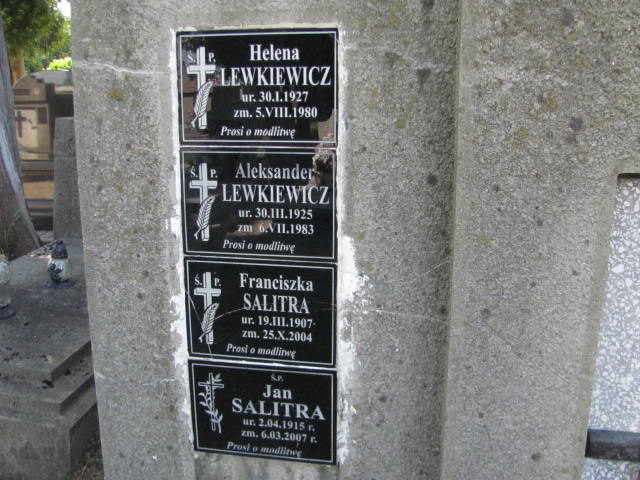 Ś. P.
Helena
LEWKIEWICZ
ur. 30.I.1927
zm. 5.VIII.1980
Prosi o modlitwę
Ś. P.
Aleksander
LEWKIEWICZ
ur. 30.III.1925
zm 6.VII.1983
Prosi o modlitwę
Ś. P.
Franciszka
SALITRA
ur. 19.III.1907
zm. 25.X.2004
Prosi o modlitwę
Ś.P.
Jan
SALITRA
ur. 2.04.1915 r.
zm. 6.03.2007 r.
Prosi o modlitwę